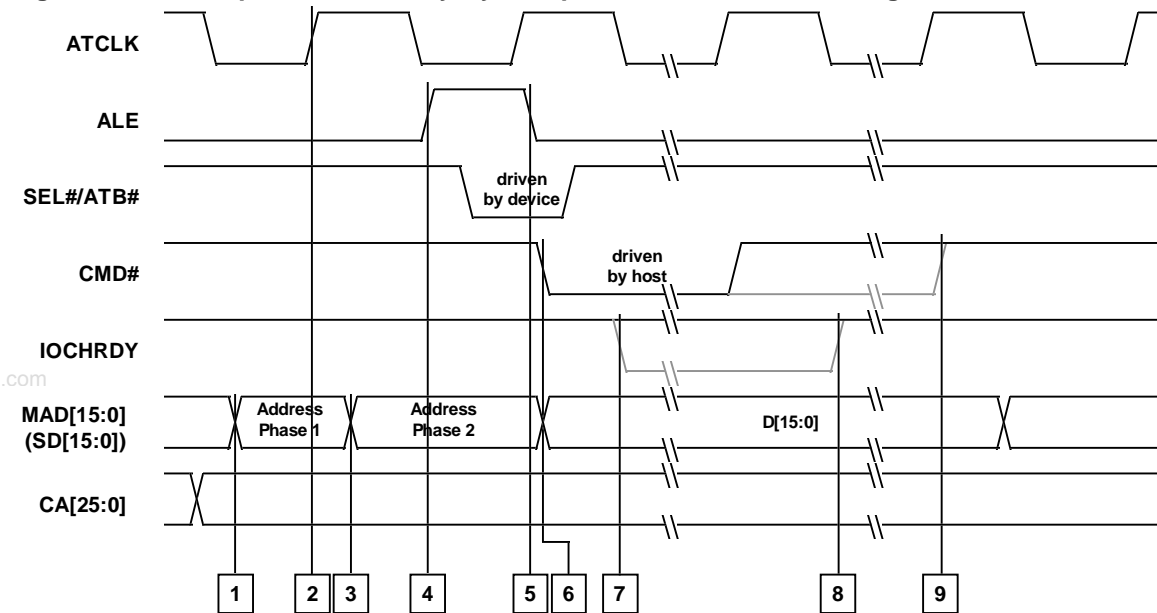 ATCLK
ALE
SEL#/ATB#
driven
by device
CMD#
driven
by host
IOCHRDY
.com
MAD[15:0]
(SD[15:0])
Address
Phase 1
Address
Phase 2
D[15:0]
CA[25:0]
1 2 3 4 5 6 7 8 9